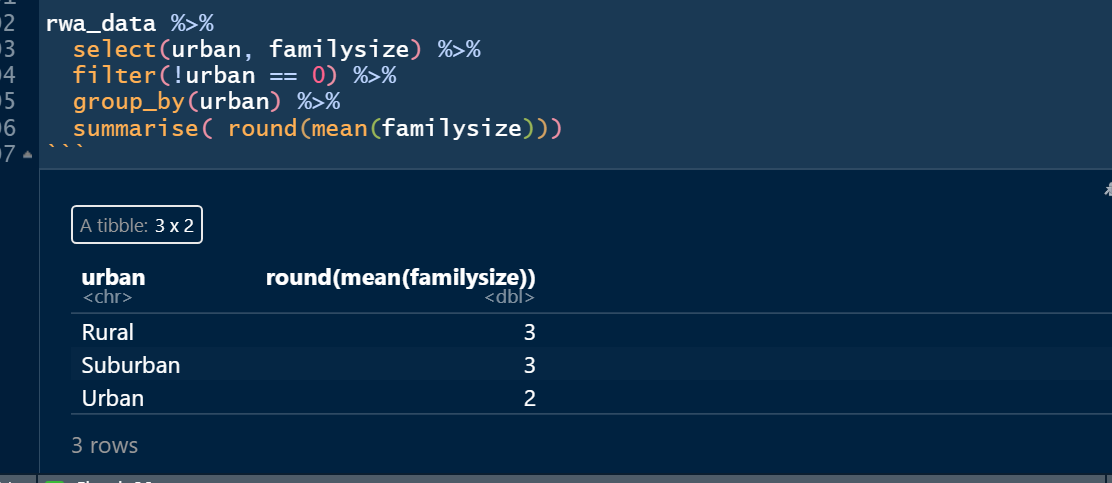 02 rwa_data %>%
03 select(urban, familysize) %>%
04 filter(!urban == 0) %>%
05 group_by(urban) %>%
06 summarise( round(mean(familysize)))
07 ```
A tibble: 3 x 2
urban round(mean(familysize))
<chr> <dbl>
Rural 3
Suburban 3
Urban 2
3 rows